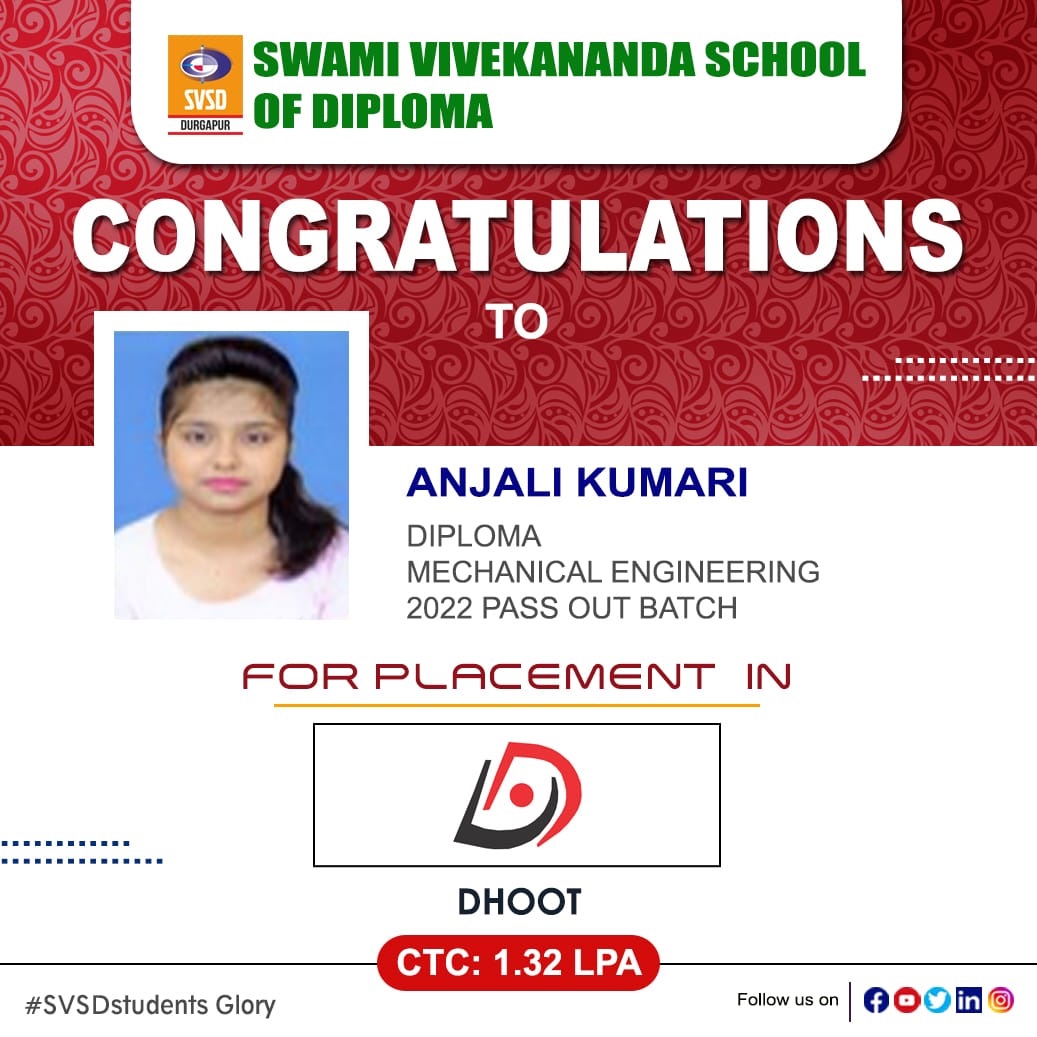 SVSD
DURGAPUR
SWAMI VIVEKANANDA SCHOOL
OF DIPLOMA
CONGRATULATIONS
TO
ANJALI KUMARI
DIPLOMA
MECHANICAL ENGINEERING
2022 PASS OUT BATCH
FOR PLACEMENT IN
DHOOT
CTC: 1.32 LPA
#SVSDstudents Glory
Follow us on